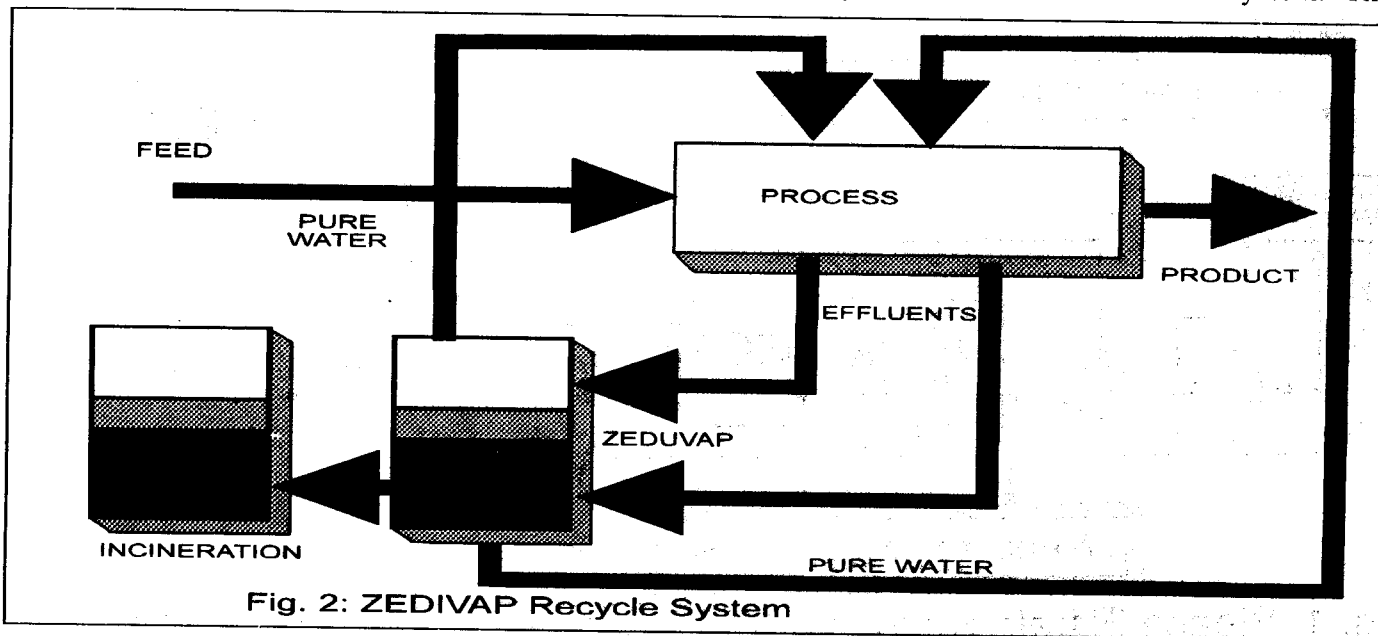 FEED
PURE
WATER
PROCESS
PRODUCT
EFFLUENTS
ZEDUVAP
INCINERATION
PURE WATER
Fig. 2: ZEDIVAP Recycle System